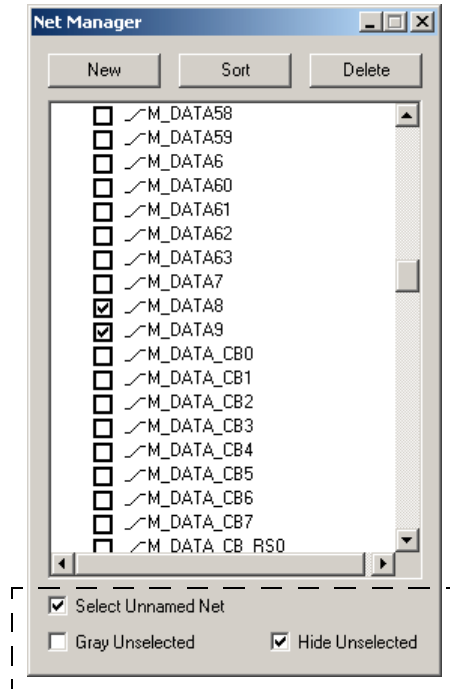 Net Manager
New Sort Delete
M_DATA58
M_DATA59
M_DATA6
M_DATA60
M_DATA61
M_DATA62
M_DATA63
M_DATA7
M_DATA8
M_DATA9
M_DATA_CB0
M_DATA_CB1
M_DATA_CB2
M_DATA_CB3
M_DATA_CB4
M_DATA_CB5
M_DATA_CB6
M_DATA_CB7
M_DATA_CB_RS0
Select Unnamed Net
Gray Unselected Hide Unselected